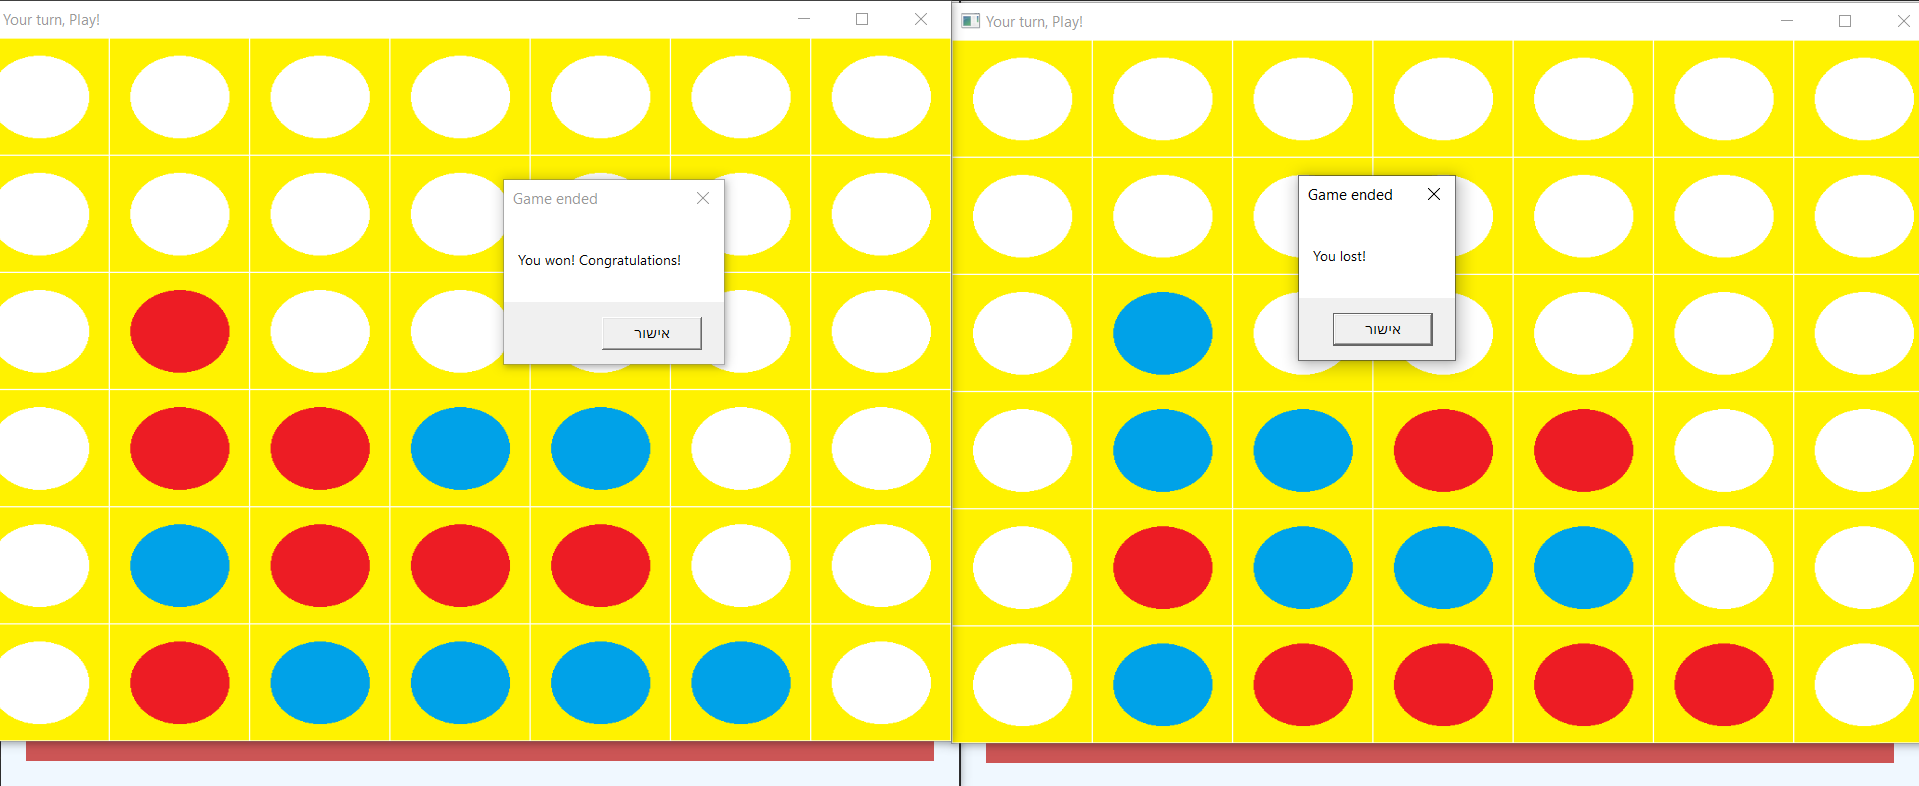 Your turn, Play!
Game ended
You won! Congratulations!
אישור
Your turn, Play!
Game ended
You lost!
אישור